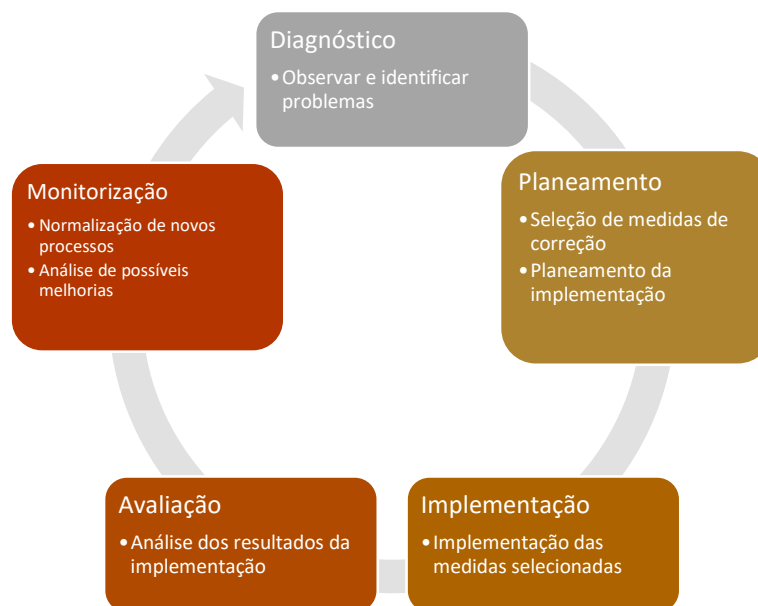 Diagnóstico
•Observar e identificar
problemas
Planeamento
•Seleção de medidas de
correção
•Planeamento da
implementação
Implementação
•Implementação das
medidas selecionadas
Avaliação
•Análise dos resultados da
implementação
Monitorização
•Normalização de novos
processos
•Análise de possíveis
melhorias